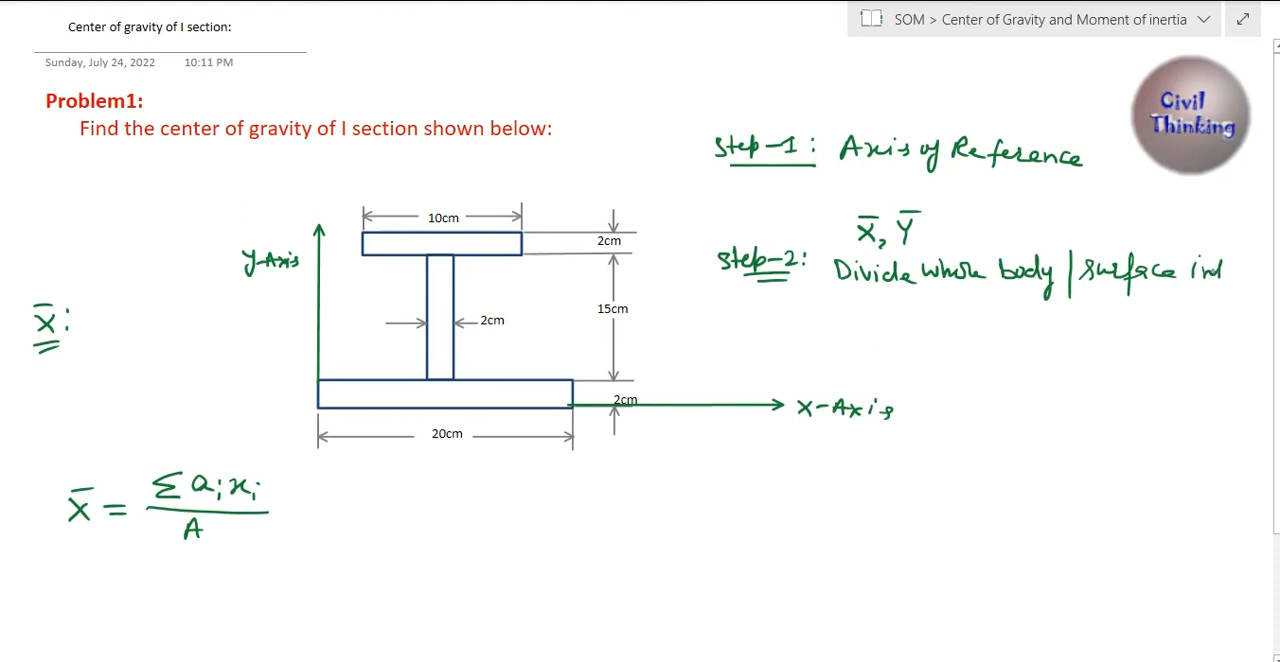 Center of gravity of I section:
SOM > Center of Gravity and Moment of inertia
Sunday, July 24, 2022 10:11 PM
Civil
Thinking
Problem1:
Find the center of gravity of I section shown below:
Step-1: Axis of Reference
X̅, Y̅
Step-2: Divide whole body / surface int
10cm
2cm
Y-Axis
15cm
2cm
X̅:
2cm
X-Axis
20cm
X̅ = Σ aᵢxᵢ / A